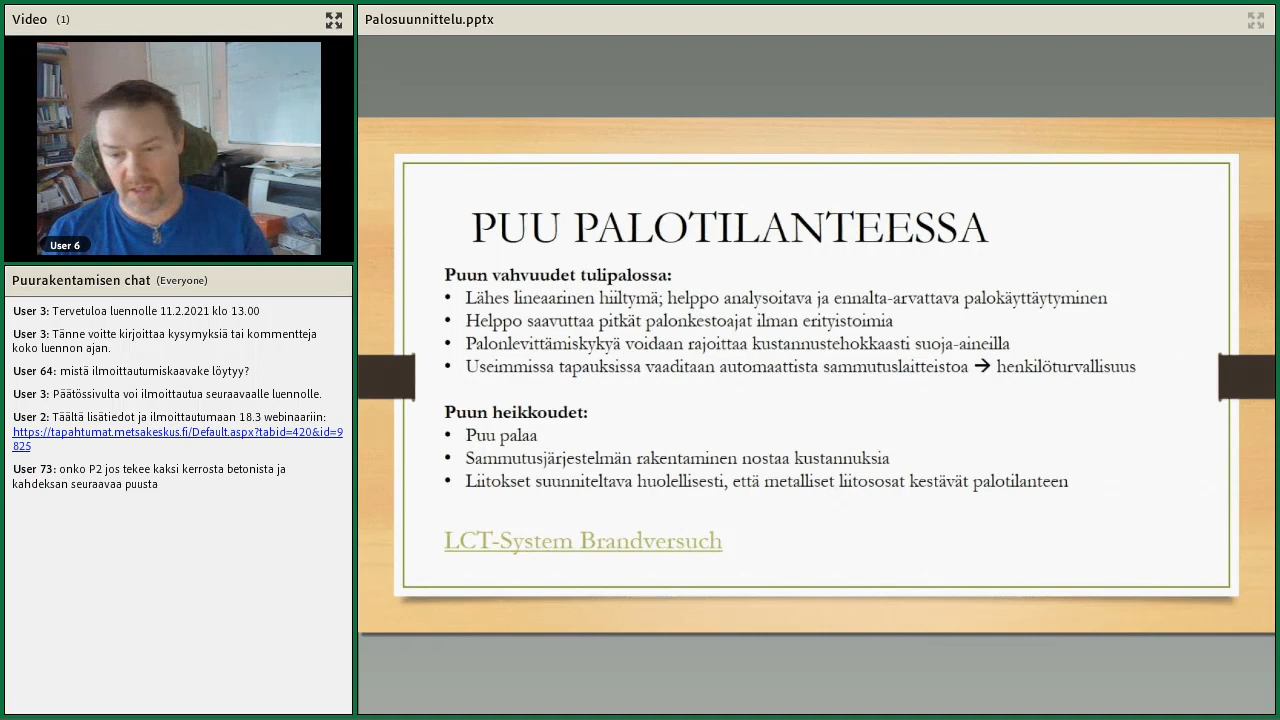 Video (1)
User 6
Puurakentamisen chat (Everyone)
User 3: Tervetuloa luennolle 11.2.2021 klo 13.00
User 3: Tänne voitte kirjoittaa kysymyksiä tai kommentteja
koko luennon ajan.
User 64: mistä ilmoittautumiskaavake löytyy?
User 3: Päätössivulta voi ilmoittautua seuraavaalle luennolle.
User 2: Täältä lisätiedot ja ilmoittautumaan 18.3 webinaariin:
https://tapahtumat.metsakeskus.fi/Default.aspx?tabid=420&id=9
825
User 73: onko P2 jos tekee kaksi kerrosta betonista ja
kahdeksan seuraavaa puusta
Palosuunnittelu.pptx
PUU PALOTILANTEESSA
Puun vahvuudet tulipalossa:
• Lähes lineaarinen hiiltymä; helppo analysoitava ja ennalta-arvattava palokäyttäytyminen
• Helppo saavuttaa pitkät palonkestoajat ilman erityistoimia
• Palonlevittämiskykyä voidaan rajoittaa kustannustehokkaasti suoja-aineilla
• Useimmissa tapauksissa vaaditaan automaattista sammutuslaitteistoa → henkilöturvallisuus
Puun heikkoudet:
• Puu palaa
• Sammutusjärjestelmän rakentaminen nostaa kustannuksia
• Liitokset suunniteltava huolellisesti, että metalliset liitososat kestävät palotilanteen
LCT-System Brandversuch